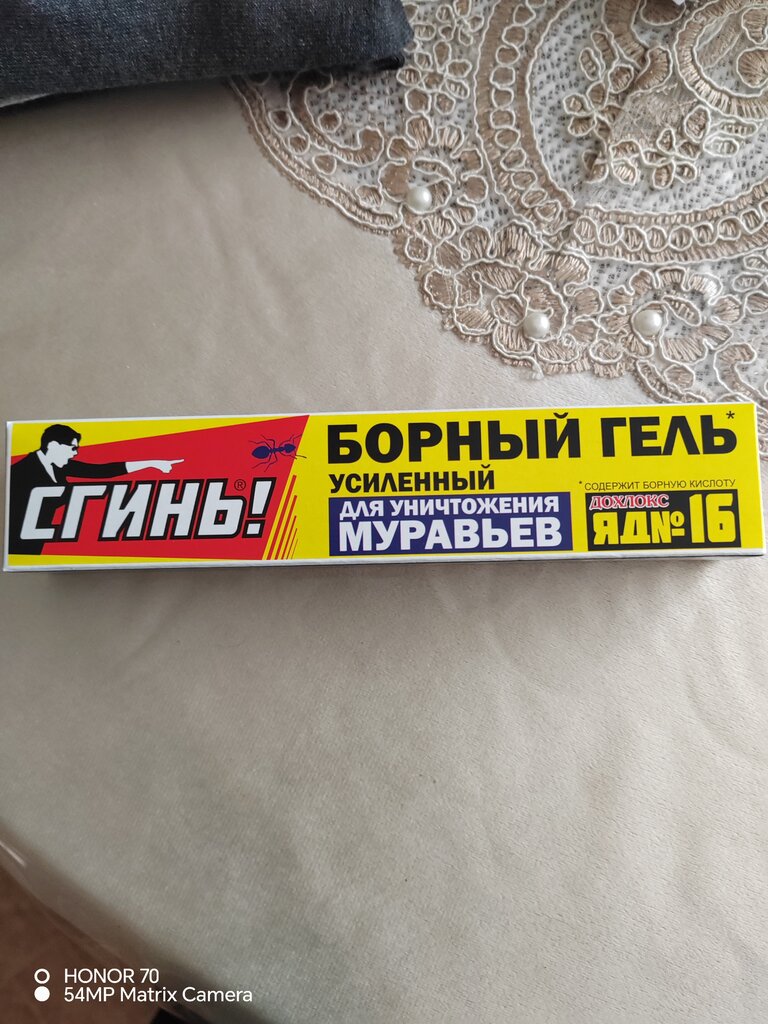 СГИНЬ!®
БОРНЫЙ ГЕЛЬ*
УСИЛЕННЫЙ
ДЛЯ УНИЧТОЖЕНИЯ
МУРАВЬЕВ
*СОДЕРЖИТ БОРНУЮ КИСЛОТУ
ДОХЛОКС
ЯД№16
HONOR 70
54MP Matrix Camera